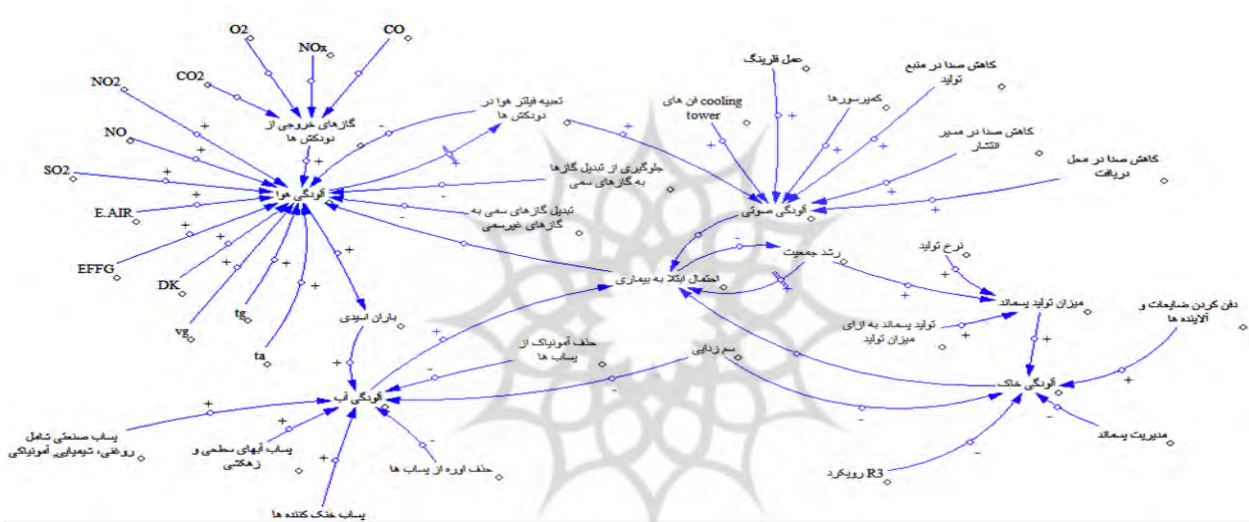 O2
NOx
CO
NO2
CO2
NO
SO2
E.AIR
EFFG
DK
vg
tg
ta
گازهای خروجی از
دودکش ها
تعبیه فیلتر هوا در
دودکش ها
آلودگی هوا
جلوگیری از تبدیل گازها
به گازهای سمی
تبدیل گازهای سمی به
گازهای غیرسمی
عمل فلرینگ
cooling فن های
tower
کمپرسورها
کاهش صدا در منبع
تولید
کاهش صدا در مسیر
انتشار
کاهش صدا در محل
دریافت
آلودگی صوتی
احتمال ابتلا به بیماری
رشد جمعیت
نرخ تولید
میزان تولید پسماند
تولید پسماند به ازای
میزان تولید
دفن کردن ضایعات و
آلاینده ها
باران اسیدی
حذف آمونیاک از
پساب ها
سم زدایی
آلودگی آب
آلودگی خاک
پساب صنعتی شامل
روغنی، شیمیایی, آمونیاکی
پساب آبهای سطحی و
زهکشی
پساب خنک کننده ها
حذف اوره از پساب ها
R3 رویکرد
مدیریت پسماند